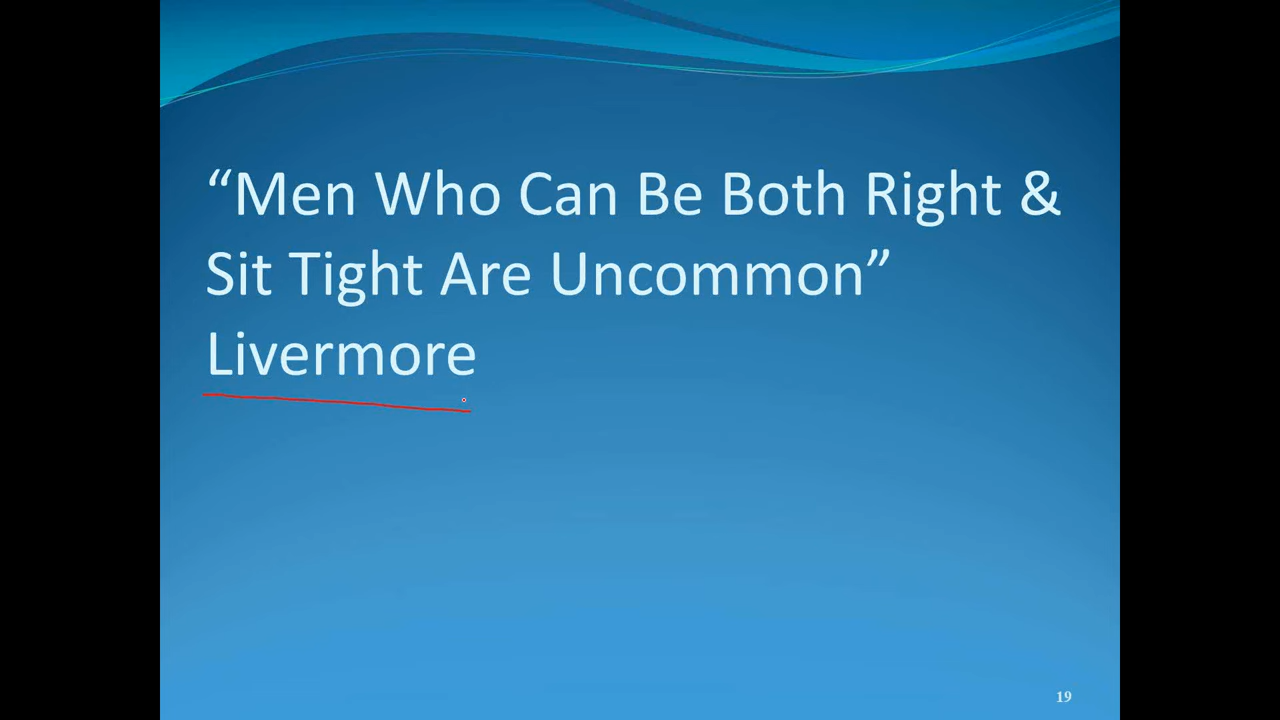 “Men Who Can Be Both Right &
Sit Tight Are Uncommon”
Livermore
19